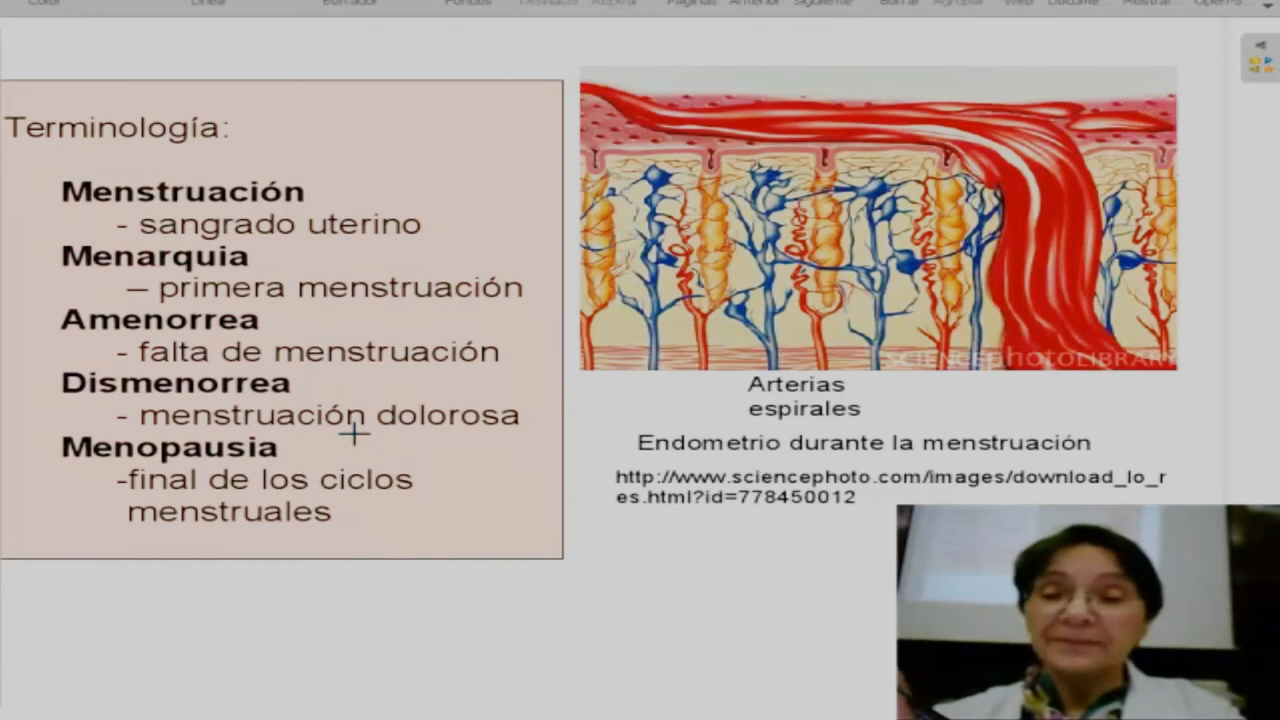 Terminología:
Menstruación
- sangrado uterino
Menarquia
– primera menstruación
Amenorrea
- falta de menstruación
Dismenorrea
- menstruación dolorosa
Menopausia
-final de los ciclos
menstruales
SCIENCEPHOTOLIBRARY
Arterias
espirales
Endometrio durante la menstruación
http://www.sciencephoto.com/images/download_lo_r
es.html?id=778450012